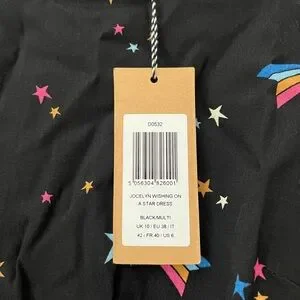 D0532
5 056304 826001
JOCELYN WISHING ON
A STAR DRESS
BLACK/MULTI
UK 10 / EU 38 / IT
42 - FR 40 / US 6